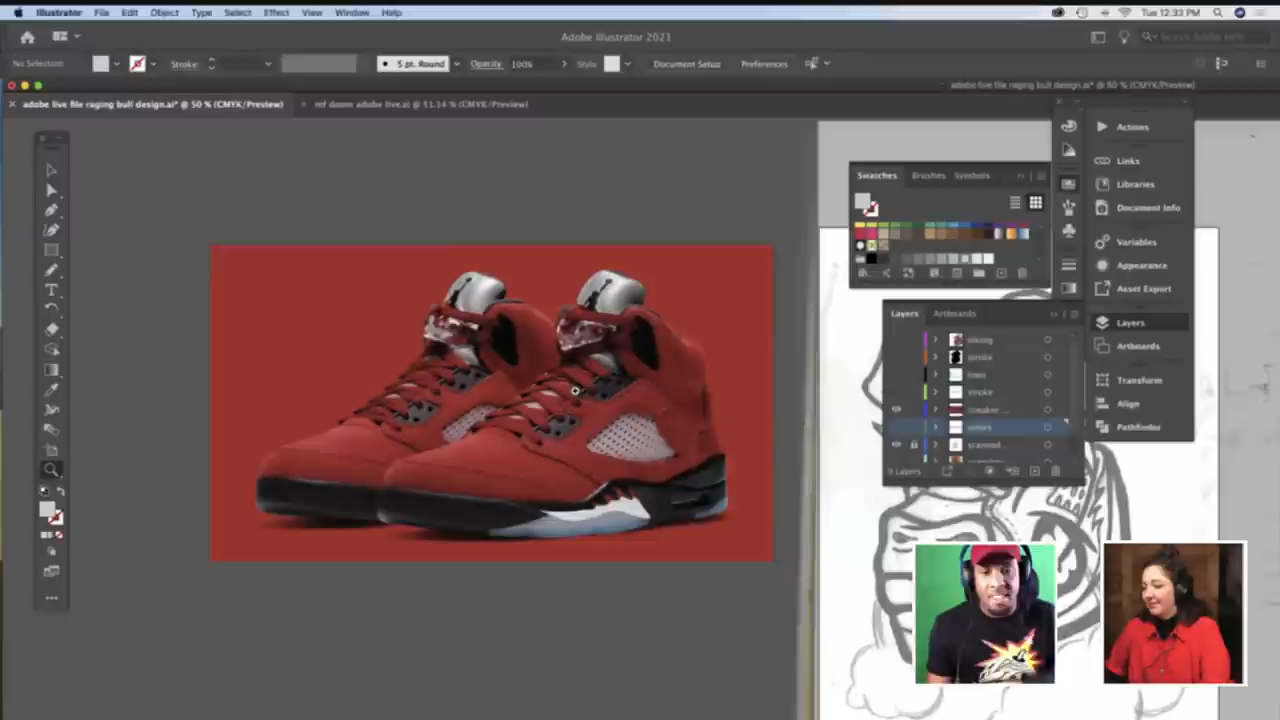 Illustrator File Edit Object Type Select Effect View Window Help
Tue 12:33 PM
Adobe Illustrator 2021
No Selection
Stroke:
5 pt. Round
Opacity: 100%
Style
Document Setup
Preferences
adobe live file raging bull design.ai* @ 50 % (CMYK/Preview)
adobe live file raging bull design.ai* @ 50 % (CMYK/Preview)
ref doom adobe live.ai @ 51.14 % (CMYK/Preview)
Swatches Brushes Symbols
Actions
Links
Libraries
Document Info
Variables
Appearance
Asset Export
Layers
Artboards
Transform
Align
Pathfinder
Layers Artboards
smoke
sneaker ...
9 Layers